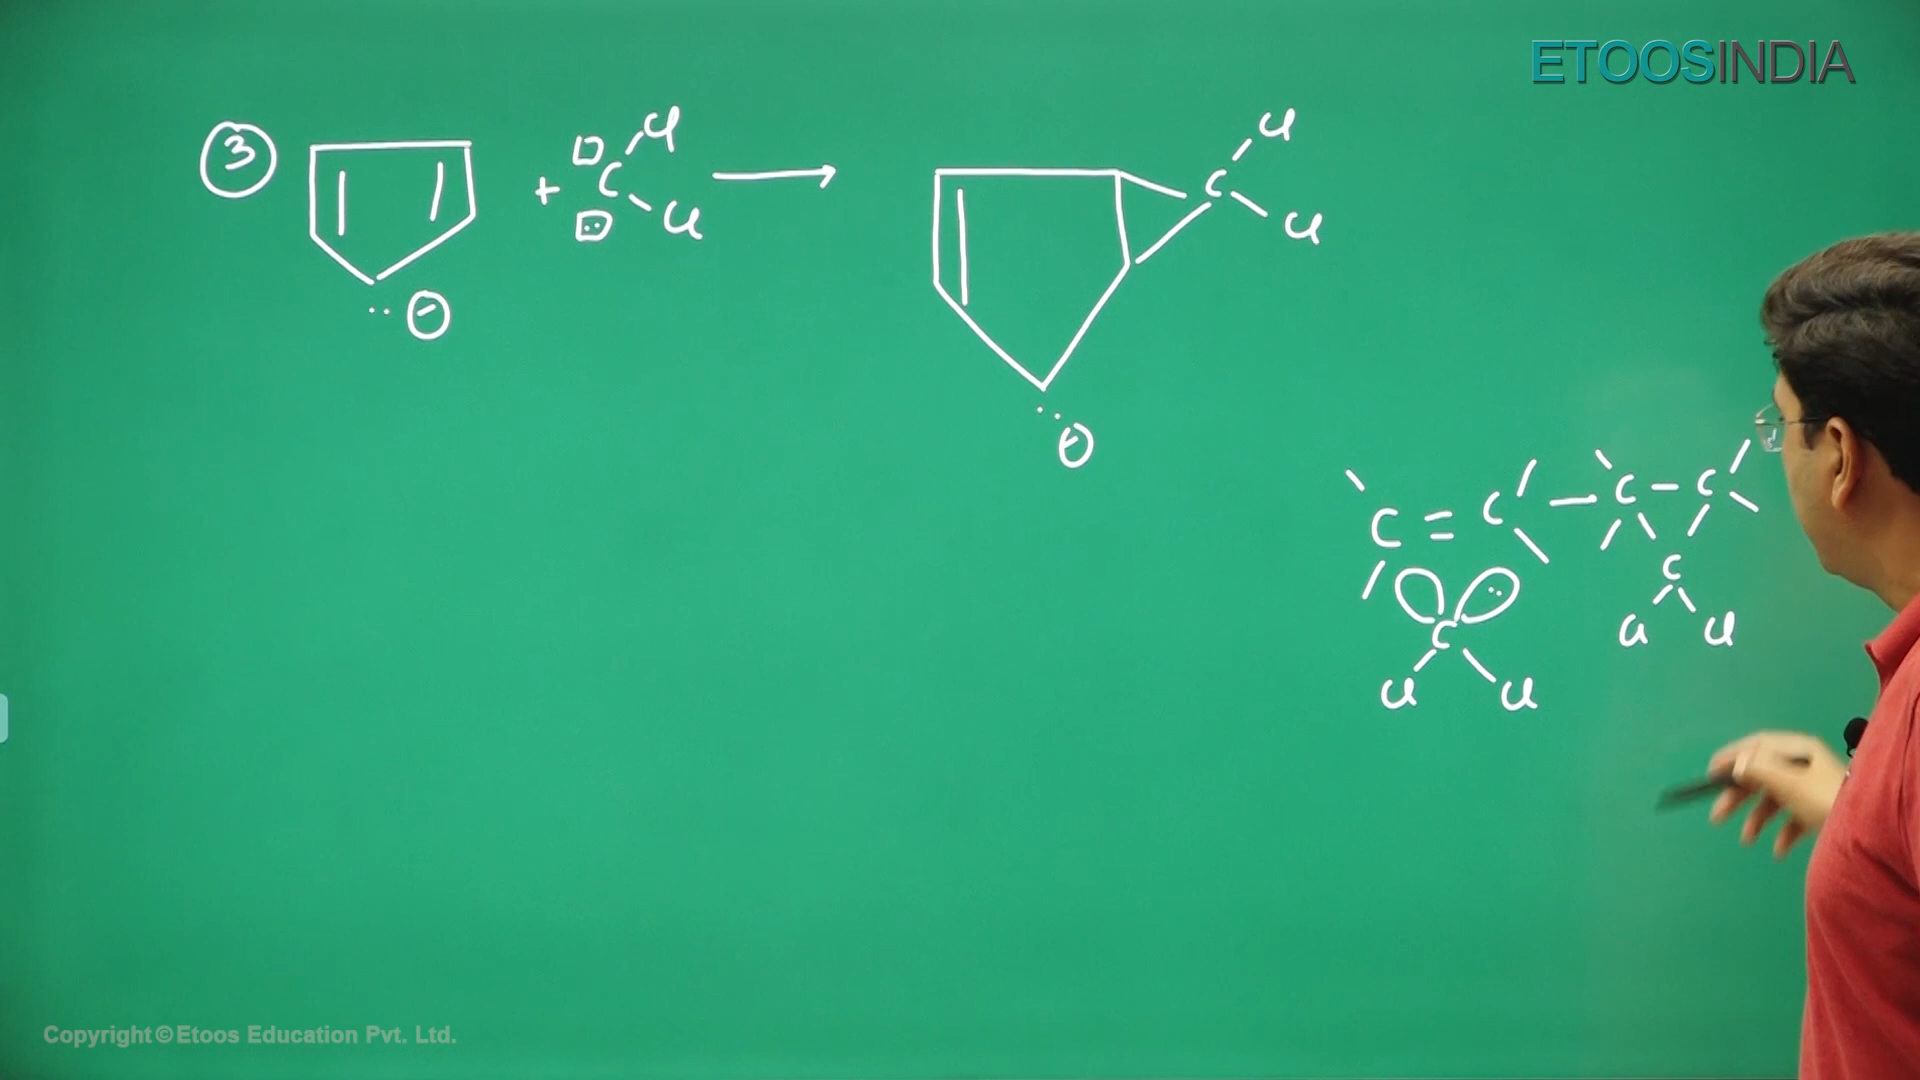 ETOOSINDIA
3
Cl
+ C
Cl
Cl
C
Cl
C = C
C - C
C
C
Cl Cl
Cl Cl
Copyright © Etoos Education Pvt. Ltd.